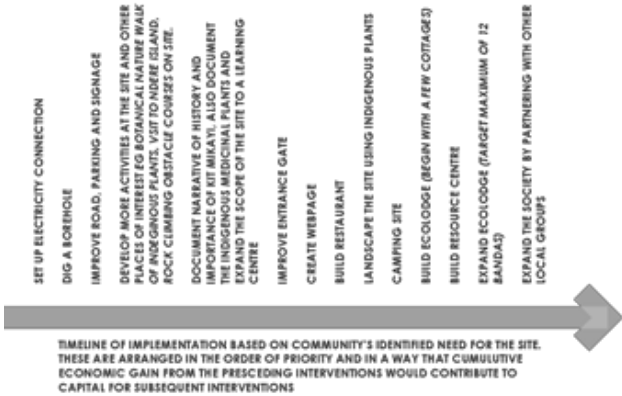 SET UP ELECTRICITY CONNECTION
DIG A BOREHOLE
IMPROVE ROAD, PARKING AND SIGNAGE
DEVELOP MORE ACTIVITIES AT THE SITE AND OTHER
PLACES OF INTEREST EG BOTANICAL NATURE WALK
OF INDEGINOUS PLANTS, VSIT TO NDERE ISLAND,
ROCK CLIMBING OBSTACLE COURSES ON SITE.
DOCUMENT NARRATIVE OF HISTORY AND
IMPORTANCE OF KIT MIKAYI, ALSO DOCUMENT
THE INDIGENOUS MEDICINAL PLANTS AND
EXPAND THE SCOPE OF THE SITE TO A LEARNING
CENTRE
IMPROVE ENTRANCE GATE
CREATE WEBPAGE
BUILD RESTAURANT
LANDSCAPE THE SITE USING INDIGENOUS PLANTS
CAMPING SITE
BUILD ECOLODGE (BEGIN WITH A FEW COTTAGES)
BUILD RESOURCE CENTRE
EXPAND ECOLODGE (TARGET MAXIMUM OF 12
BANDAS)
EXPAND THE SOCIETY BY PARTNERING WITH OTHER
LOCAL GROUPS
TIMELINE OF IMPLEMENTATION BASED ON COMMUNITY'S IDENTIFIED NEED FOR THE SITE.
THESE ARE ARRANGED IN THE ORDER OF PRIORITY AND IN A WAY THAT CUMULUTIVE
ECONOMIC GAIN FROM THE PRESCEDING INTERVENTIONS WOULD CONTRIBUTE TO
CAPITAL FOR SUBSEQUENT INTERVENTIONS